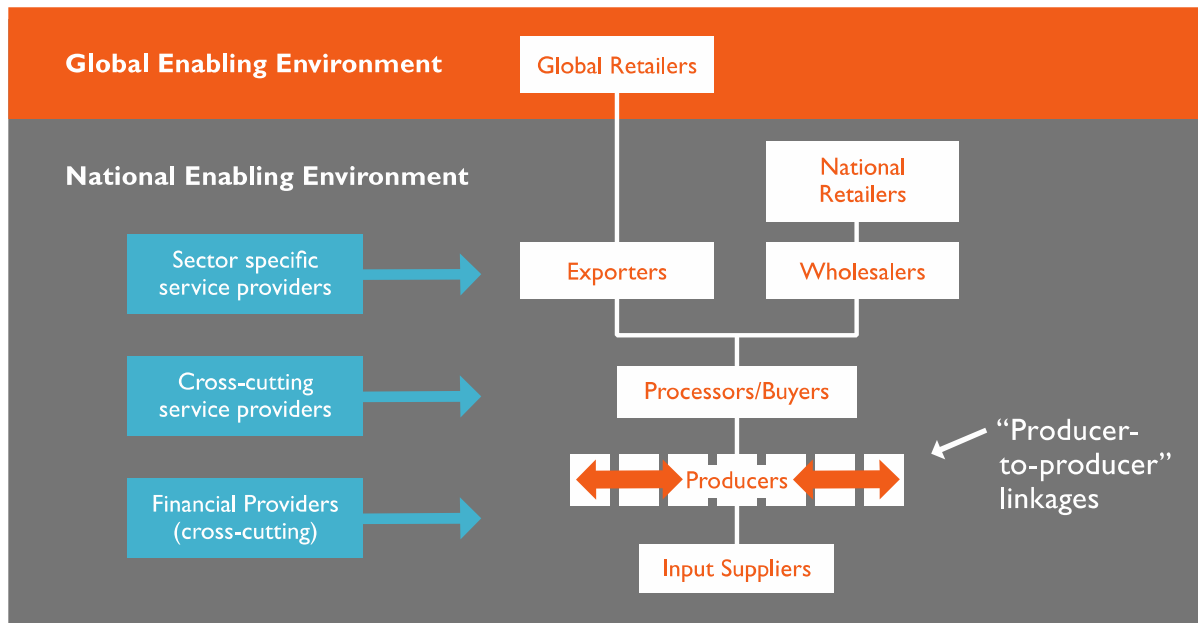 Global Enabling Environment
Global Retailers
National Enabling Environment
National
Retailers
Sector specific
service providers
Exporters
Wholesalers
Cross-cutting
service providers
Processors/Buyers
“Producer-
to-producer”
linkages
Producers
Financial Providers
(cross-cutting)
Input Suppliers